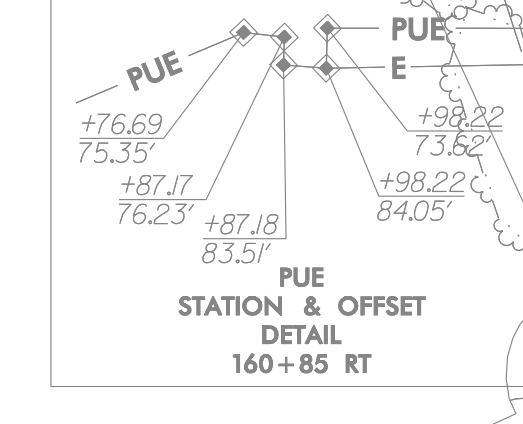 PUE
PUE
E
+76.69
75.35'
+98.22
73.62'
+87.17
76.23'
+98.22
84.05'
+87.18
83.51'
PUE
STATION & OFFSET
DETAIL
160+85 RT